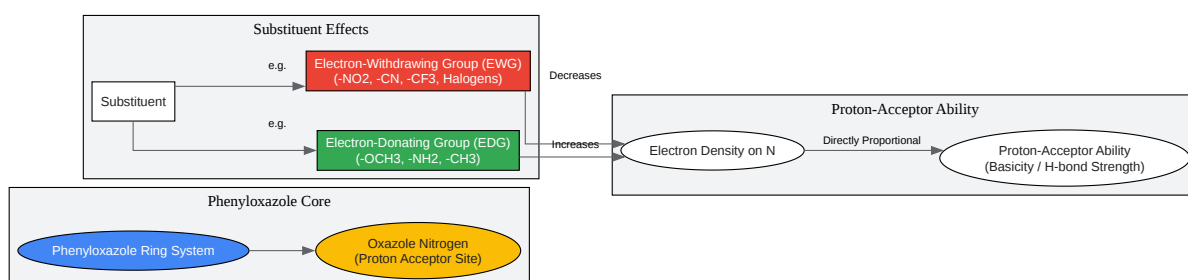 Substituent Effects
Substituent
e.g.
Electron-Withdrawing Group (EWG)
(-NO2, -CN, -CF3, Halogens)
e.g.
Electron-Donating Group (EDG)
(-OCH3, -NH2, -CH3)
Decreases
Increases
Proton-Acceptor Ability
Electron Density on N
Directly Proportional
Proton-Acceptor Ability
(Basicity / H-bond Strength)
Phenyloxazole Core
Phenyloxazole Ring System
Oxazole Nitrogen
(Proton Acceptor Site)